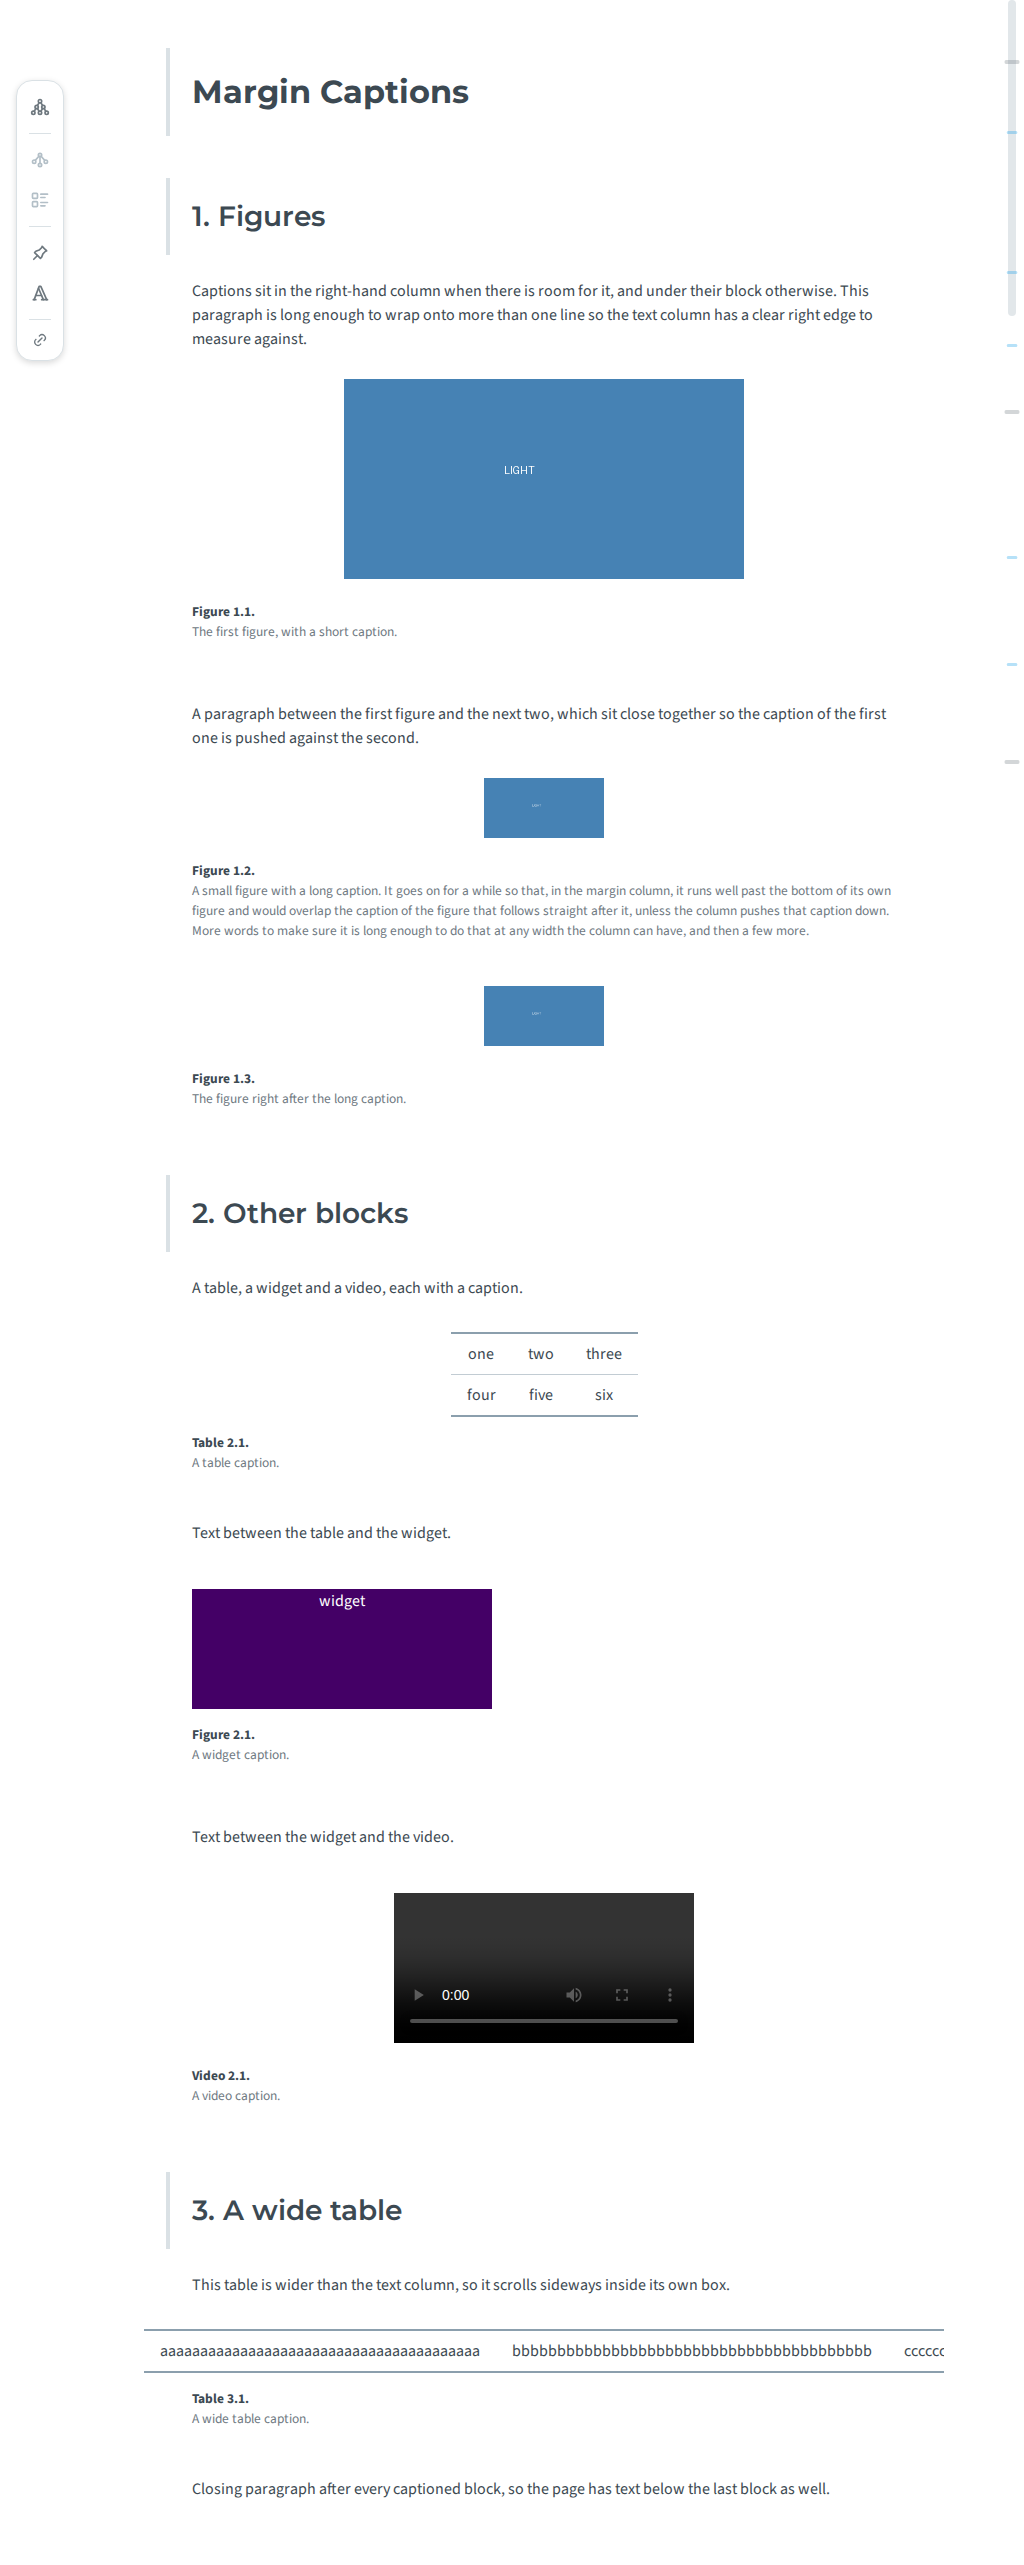 Margin Captions
1. Figures
Captions sit in the right-hand column when there is room for it, and under their block otherwise. This
paragraph is long enough to wrap onto more than one line so the text column has a clear right edge to
measure against.
LIGHT
Figure 1.1.
The first figure, with a short caption.
A paragraph between the first figure and the next two, which sit close together so the caption of the first
one is pushed against the second.
Figure 1.2.
A small figure with a long caption. It goes on for a while so that, in the margin column, it runs well past the bottom of its own
figure and would overlap the caption of the figure that follows straight after it, unless the column pushes that caption down.
More words to make sure it is long enough to do that at any width the column can have, and then a few more.
Figure 1.3.
The figure right after the long caption.
2. Other blocks
A table, a widget and a video, each with a caption.
one two three
four five six
Table 2.1.
A table caption.
Text between the table and the widget.
widget
Figure 2.1.
A widget caption.
Text between the widget and the video.
0:00
Video 2.1.
A video caption.
3. A wide table
This table is wider than the text column, so it scrolls sideways inside its own box.
aaaaaaaaaaaaaaaaaaaaaaaaaaaaaaaaaaaaaaaa bbbbbbbbbbbbbbbbbbbbbbbbbbbbbbbbbbbbbbbb ccccc
Table 3.1.
A wide table caption.
Closing paragraph after every captioned block, so the page has text below the last block as well.